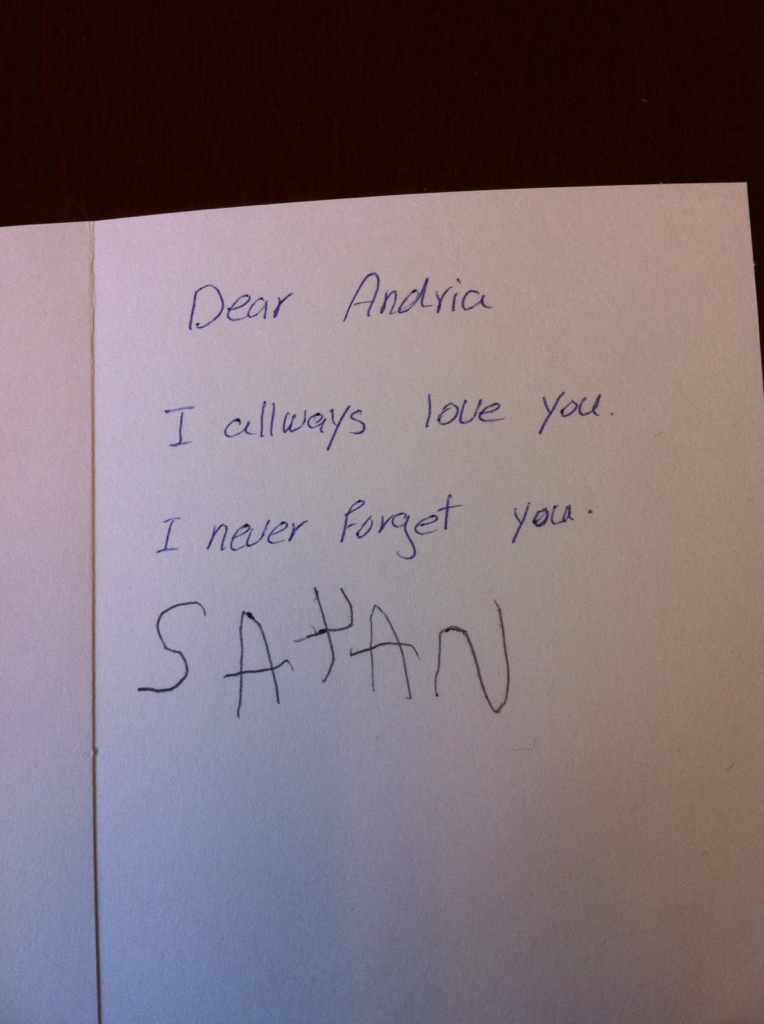 Dear Andria
I allways love you.
I never forget you.
SAYAN